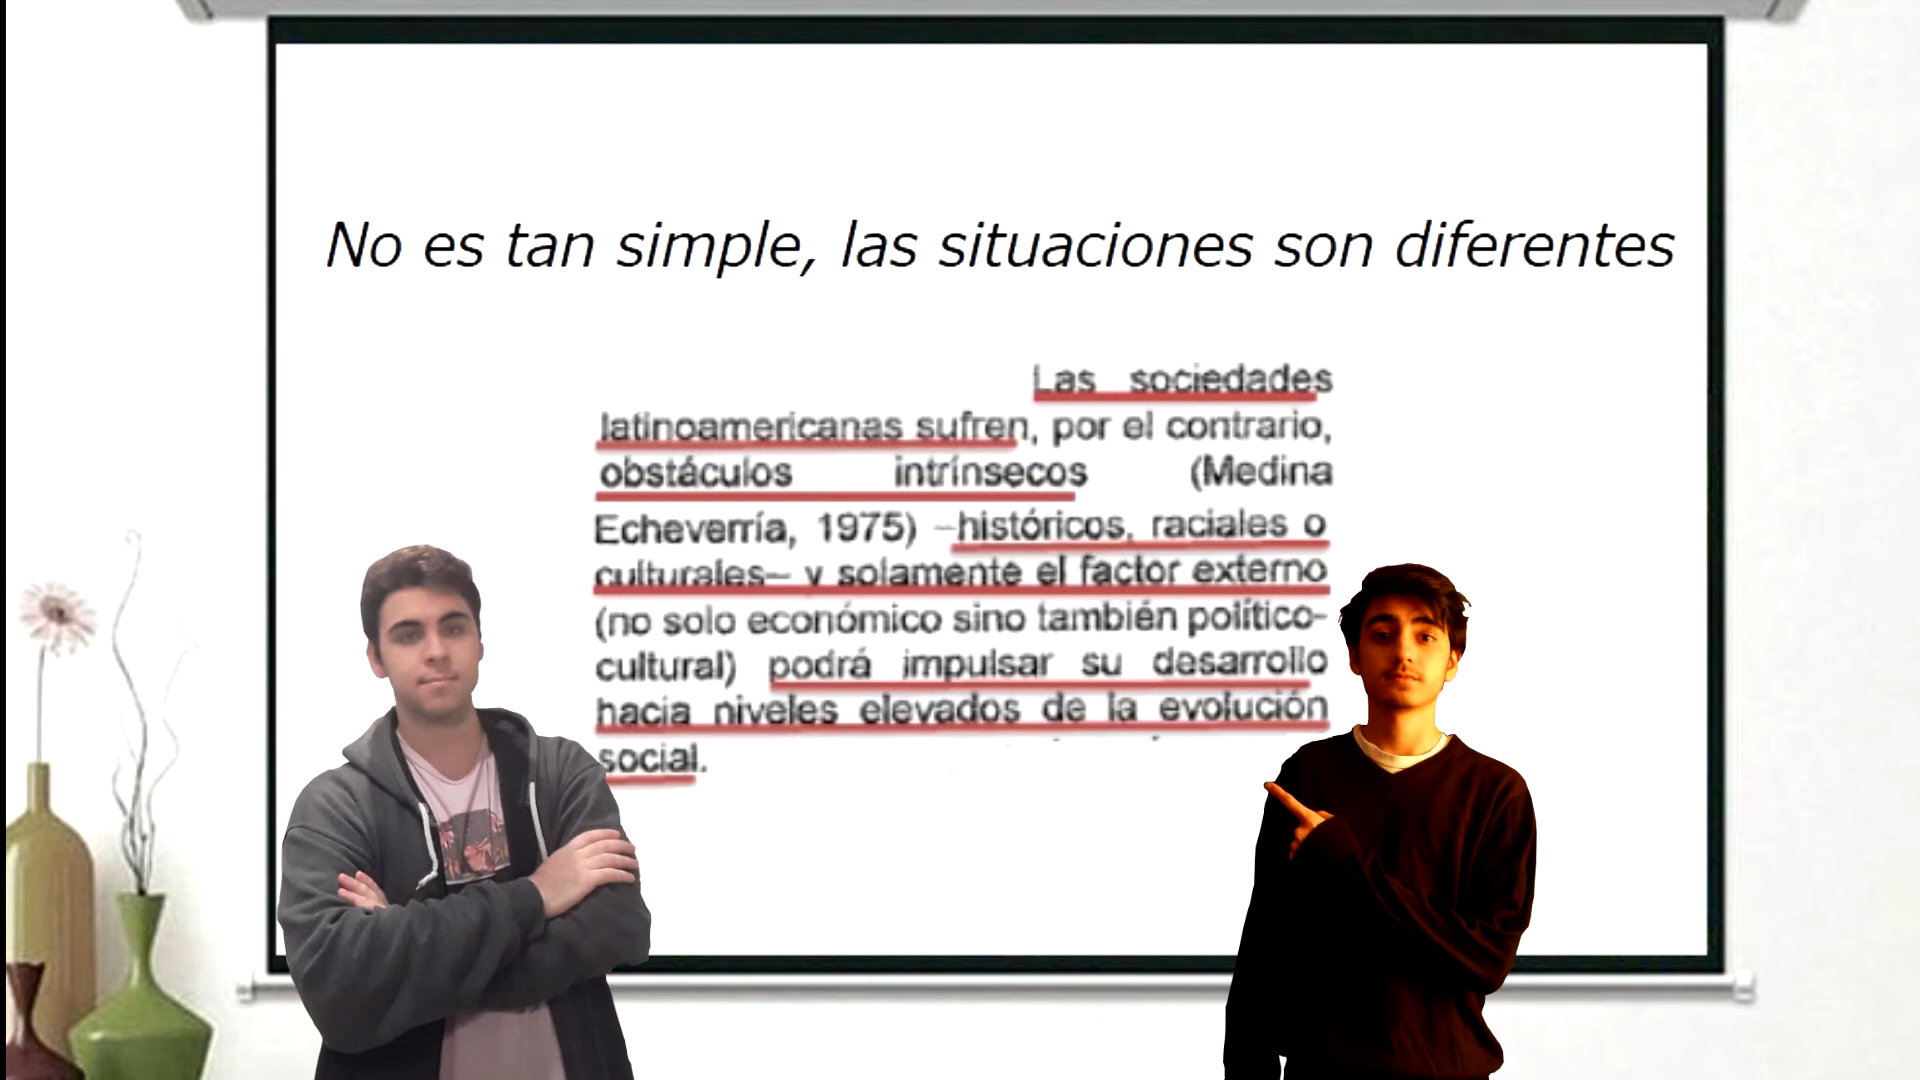 No es tan simple, las situaciones son diferentes
Las sociedades
latinoamericanas sufren, por el contrario,
obstáculos intrínsecos (Medina
Echeverría, 1975) –históricos, raciales o
culturales– y solamente el factor externo
(no solo económico sino también político-
cultural) podrá impulsar su desarrollo
hacia niveles elevados de la evolución
social.